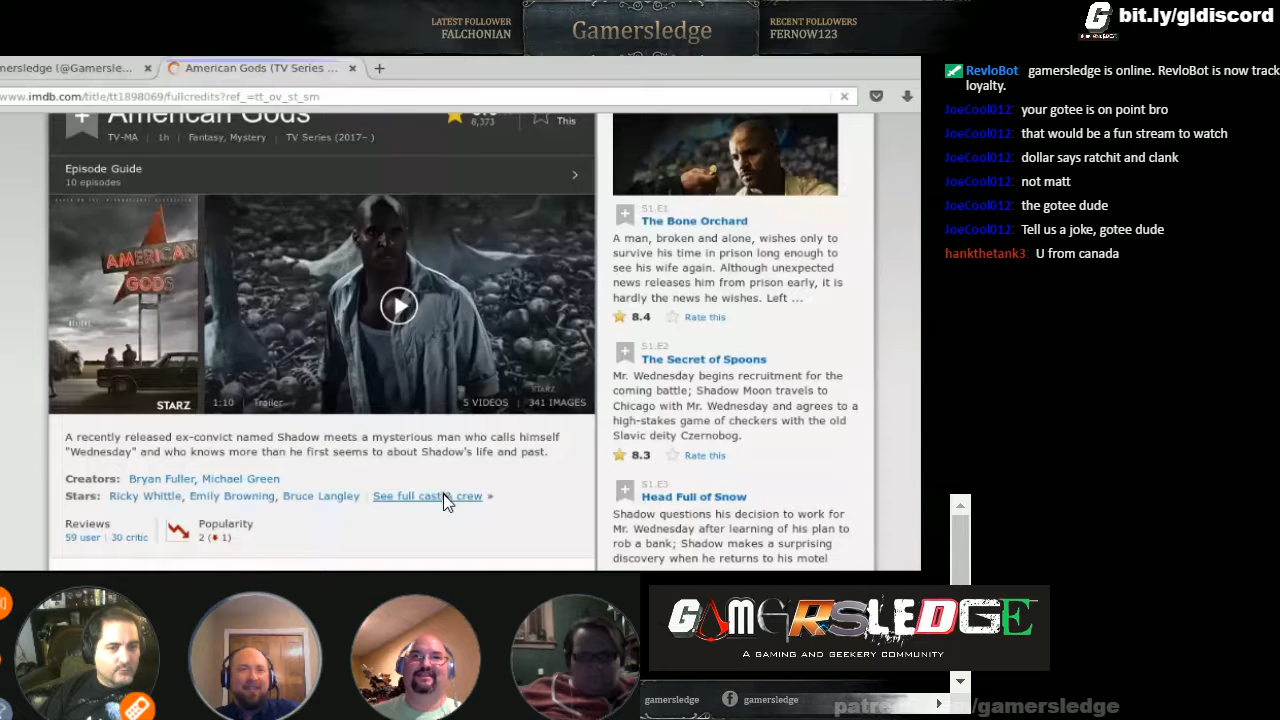 LATEST FOLLOWER
FALCHONIAN
Gamersledge
RECENT FOLLOWERS
FERNOW123
bit.ly/gldiscord
mersledge (@Gamersle...
American Gods (TV Series ...
www.imdb.com/title/tt1898069/fullcredits?ref_=tt_ov_st_sm
American Gods
8,373
This
TV-MA | 1h | Fantasy, Mystery | TV Series (2017– )
Episode Guide
10 episodes
AMERICAN
GODS
STARZ
1:10 | Trailer
STARZ
5 VIDEOS | 341 IMAGES
A recently released ex-convict named Shadow meets a mysterious man who calls himself
"Wednesday" and who knows more than he first seems to about Shadow's life and past.
Creators: Bryan Fuller, Michael Green
Stars: Ricky Whittle, Emily Browning, Bruce Langley | See full cast & crew »
Reviews
59 user | 30 critic
Popularity
2 ( 1)
S1.E1
The Bone Orchard
A man, broken and alone, wishes only to
survive his time in prison long enough to
see his wife again. Although unexpected
news releases him from prison early, it is
hardly the news he wishes. Left ...
8.4 Rate this
S1.E2
The Secret of Spoons
Mr. Wednesday begins recruitment for the
coming battle; Shadow Moon travels to
Chicago with Mr. Wednesday and agrees to a
high-stakes game of checkers with the old
Slavic deity Czernobog.
8.3 Rate this
S1.E3
Head Full of Snow
Shadow questions his decision to work for
Mr. Wednesday after learning of his plan to
rob a bank; Shadow makes a surprising
discovery when he returns to his motel
RevloBot gamersledge is online. RevloBot is now track
loyalty.
JoeCool012: your gotee is on point bro
JoeCool012: that would be a fun stream to watch
JoeCool012: dollar says ratchit and clank
JoeCool012: not matt
JoeCool012: the gotee dude
JoeCool012: Tell us a joke, gotee dude
hankthetank3: U from canada
GAMERSLEDGE
A GAMING AND GEEKERY COMMUNITY
gamersledge
gamersledge
m/gamersledge